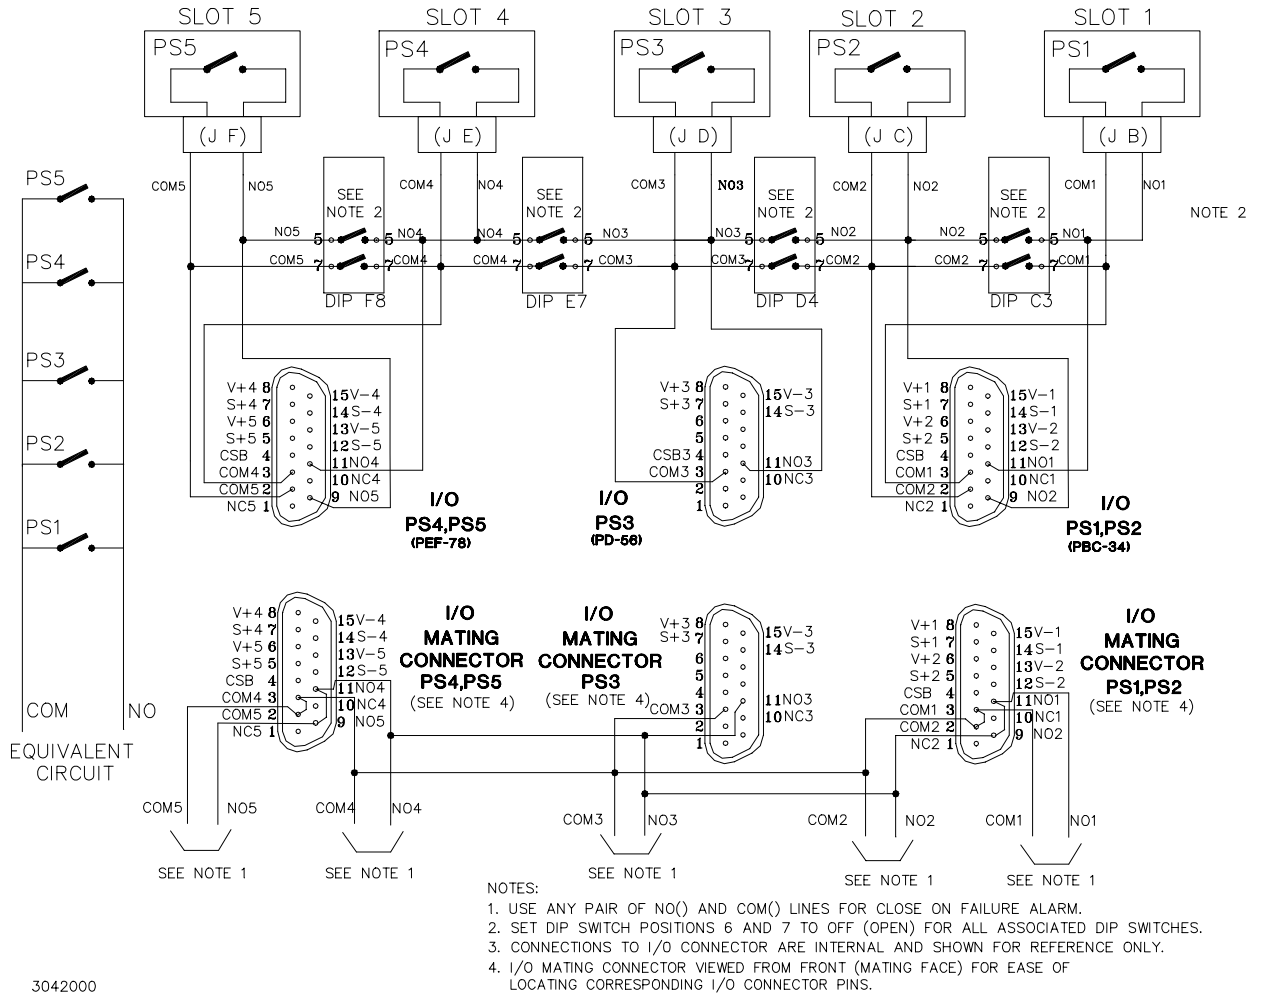 SLOT 5 SLOT 4 SLOT 3 SLOT 2 SLOT 1
PS5 PS4 PS3 PS2 PS1
(J F) (J E) (J D) (J C) (J B)
COM5 NO5 COM4 NO4 COM3 NO3 COM2 NO2 COM1 NO1
SEE NOTE 2
SEE NOTE 2
SEE NOTE 2
SEE NOTE 2
NOTE 2
NO5 5 5 NO4 NO4 5 5 NO3 NO3 5 5 NO2 NO2 5 5 NO1
COM5 7 7 COM4 COM4 7 7 COM3 COM3 7 7 COM2 COM2 7 7 COM1
DIP F8 DIP E7 DIP D4 DIP C3
PS5
PS4
PS3
PS2
PS1
COM NO
EQUIVALENT
CIRCUIT
V+4 8
S+4 7
V+5 6
S+5 5
CSB 4
COM4 3
COM5 2
NC5 1
15 V-4
14 S-4
13 V-5
12 S-5
11 NO4
10 NC4
9 NO5
I/O
PS4,PS5
(PEF-78)
V+3 8
S+3 7
6
5
CSB3 4
COM3 3
2
1
15 V-3
14 S-3
11 NO3
10 NC3
I/O
PS3
(PD-56)
V+1 8
S+1 7
V+2 6
S+2 5
CSB 4
COM1 3
COM2 2
NC2 1
15 V-1
14 S-1
13 V-2
12 S-2
11 NO1
10 NC1
9 NO2
I/O
PS1,PS2
(PBC-34)
V+4 8
S+4 7
V+5 6
S+5 5
CSB 4
COM4 3
COM5 2
NC5 1
15 V-4
14 S-4
13 V-5
12 S-5
11 NO4
10 NC4
9 NO5
I/O
MATING
CONNECTOR
PS4,PS5
(SEE NOTE 4)
I/O
MATING
CONNECTOR
PS3
(SEE NOTE 4)
V+3 8
S+3 7
6
5
4
COM3 3
2
1
15 V-3
14 S-3
11 NO3
10 NC3
V+1 8
S+1 7
V+2 6
S+2 5
CSB 4
COM1 3
COM2 2
NC2 1
15 V-1
14 S-1
13 V-2
12 S-2
11 NO1
10 NC1
9 NO2
I/O
MATING
CONNECTOR
PS1,PS2
(SEE NOTE 4)
COM5 NO5 COM4 NO4 COM3 NO3 COM2 NO2 COM1 NO1
SEE NOTE 1 SEE NOTE 1 SEE NOTE 1 SEE NOTE 1 SEE NOTE 1
NOTES:
1. USE ANY PAIR OF NO() AND COM() LINES FOR CLOSE ON FAILURE ALARM.
2. SET DIP SWITCH POSITIONS 6 AND 7 TO OFF (OPEN) FOR ALL ASSOCIATED DIP SWITCHES.
3. CONNECTIONS TO I/O CONNECTOR ARE INTERNAL AND SHOWN FOR REFERENCE ONLY.
4. I/O MATING CONNECTOR VIEWED FROM FRONT (MATING FACE) FOR EASE OF
LOCATING CORRESPONDING I/O CONNECTOR PINS.
3042000